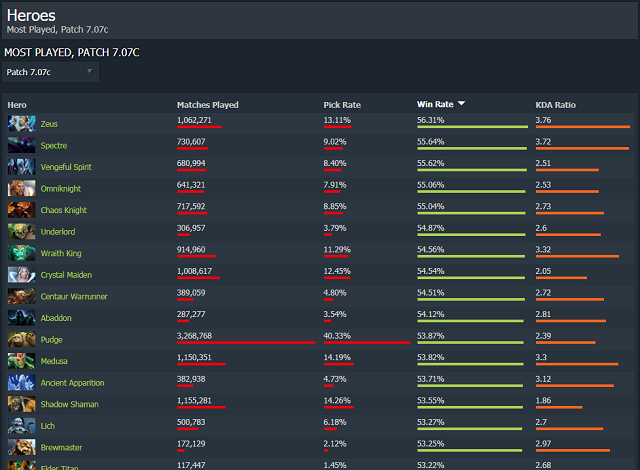 Heroes
Most Played, Patch 7.07c
MOST PLAYED, PATCH 7.07C
Patch 7.07c
Hero Matches Played Pick Rate Win Rate KDA Ratio
Zeus 1,062,271 13.11% 56.31% 3.76
Spectre 730,607 9.02% 55.64% 3.72
Vengeful Spirit 680,994 8.40% 55.62% 2.51
Omniknight 641,321 7.91% 55.06% 2.53
Chaos Knight 717,592 8.85% 55.04% 2.73
Underlord 306,957 3.79% 54.87% 2.6
Wraith King 914,960 11.29% 54.56% 3.32
Crystal Maiden 1,008,617 12.45% 54.54% 2.05
Centaur Warrunner 389,059 4.80% 54.51% 2.72
Abaddon 287,277 3.54% 54.12% 2.81
Pudge 3,268,768 40.33% 53.87% 2.39
Medusa 1,150,351 14.19% 53.82% 3.3
Ancient Apparition 382,938 4.73% 53.71% 3.12
Shadow Shaman 1,155,281 14.26% 53.55% 1.86
Lich 500,783 6.18% 53.27% 2.7
Brewmaster 172,129 2.12% 53.25% 2.97
Elder Titan 117,447 1.45% 53.22% 2.68